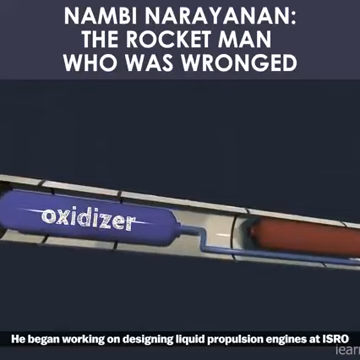 NAMBI NARAYANAN:
THE ROCKET MAN
WHO WAS WRONGED
oxidizer
He began working on designing liquid propulsion engines at ISRO
lear